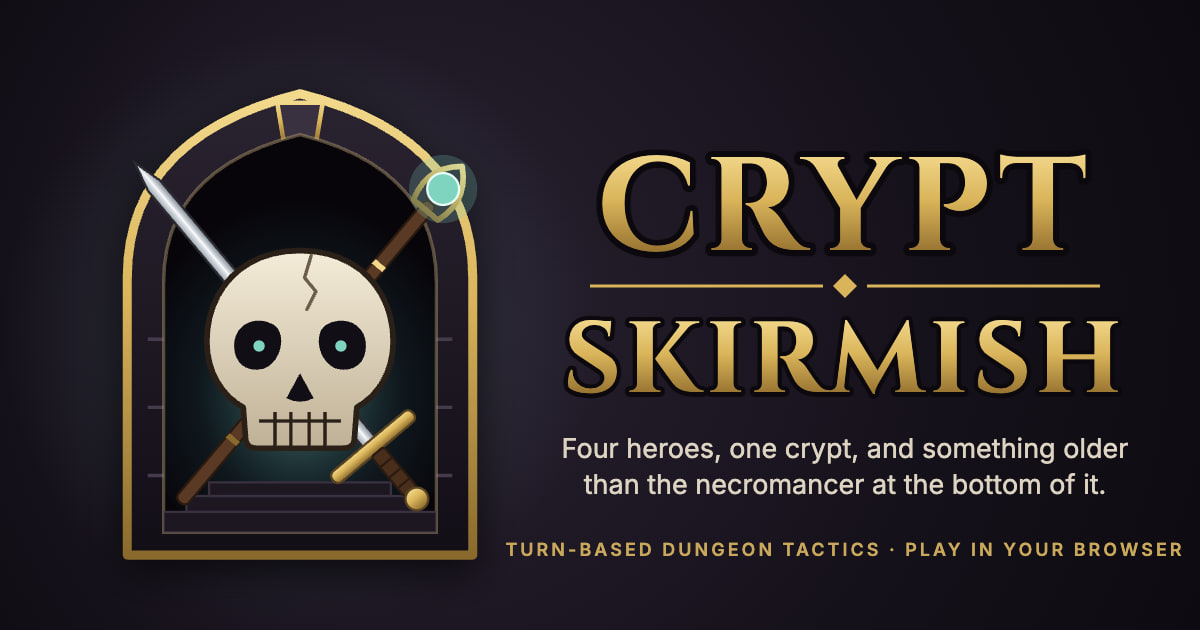 CRYPT
SKIRMISH
Four heroes, one crypt, and something older
than the necromancer at the bottom of it.
TURN-BASED DUNGEON TACTICS · PLAY IN YOUR BROWSER